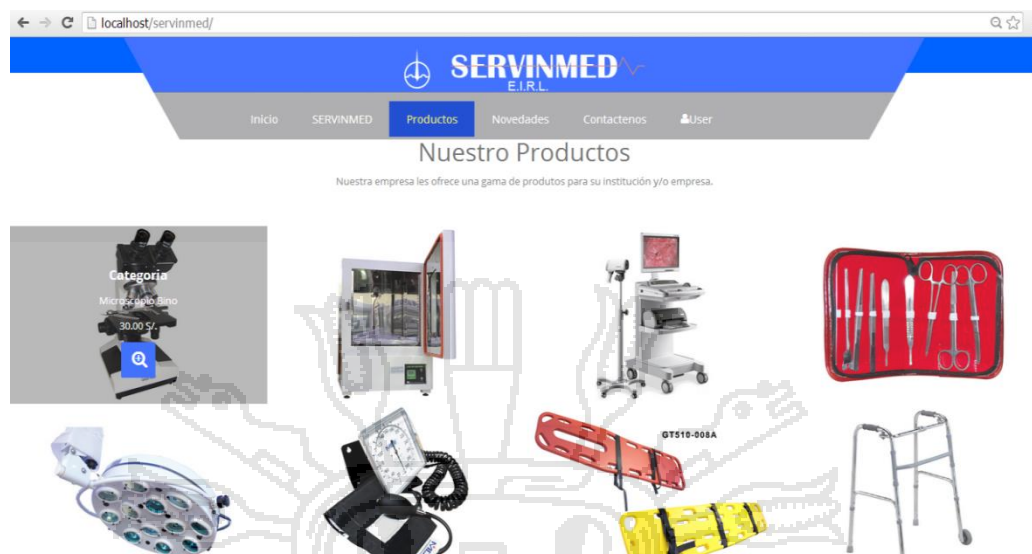 localhost/servinmed/
SERVINMED
E.I.R.L.
Inicio SERVINMED Productos Novedades Contactenos User
Nuestro Productos
Nuestra empresa les ofrece una gama de produtos para su institución y/o empresa.
Categoria
Microscopio Bino
30.00 S/.
GT510-008A